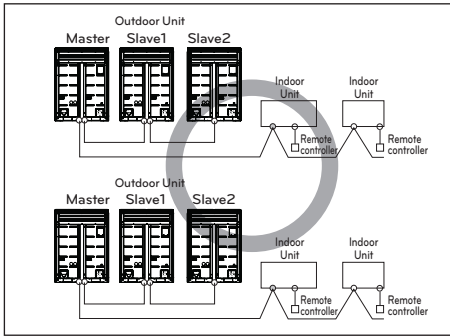 Outdoor Unit
Master Slave1 Slave2
Indoor Unit
Indoor Unit
Remote controller
Remote controller
Outdoor Unit
Master Slave1 Slave2
Indoor Unit
Indoor Unit
Remote controller
Remote controller